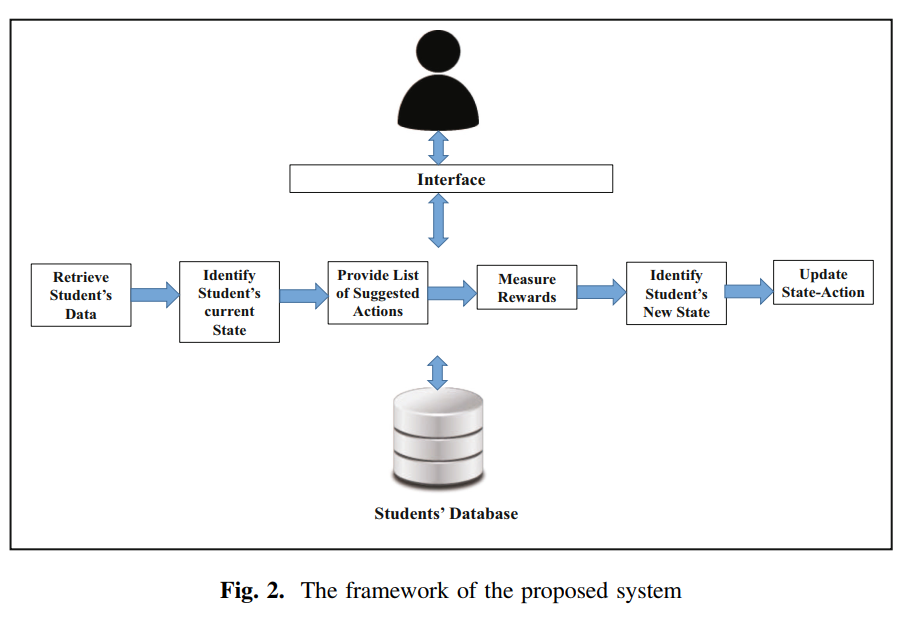 Interface
Retrieve
Student's
Data
Identify
Student's
current
State
Provide List
of Suggested
Actions
Measure
Rewards
Identify
Student's
New State
Update
State-Action
Students' Database
Fig. 2. The framework of the proposed system